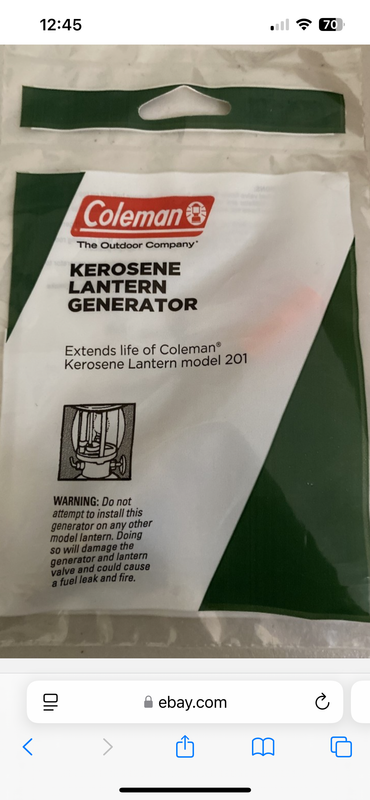 12:45
70
Coleman
The Outdoor Company
KEROSENE
LANTERN
GENERATOR
Extends life of Coleman®
Kerosene Lantern model 201
WARNING: Do not
attempt to install this
generator on any other
model lantern. Doing
so will damage the
generator and lantern
valve and could cause
a fuel leak and fire.
ebay.com